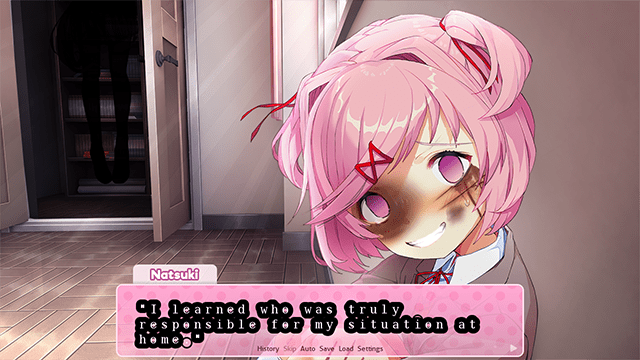 Natsuki
"I learned who was truly
responsible for my situation at
home."
History Skip Auto Save Load Settings